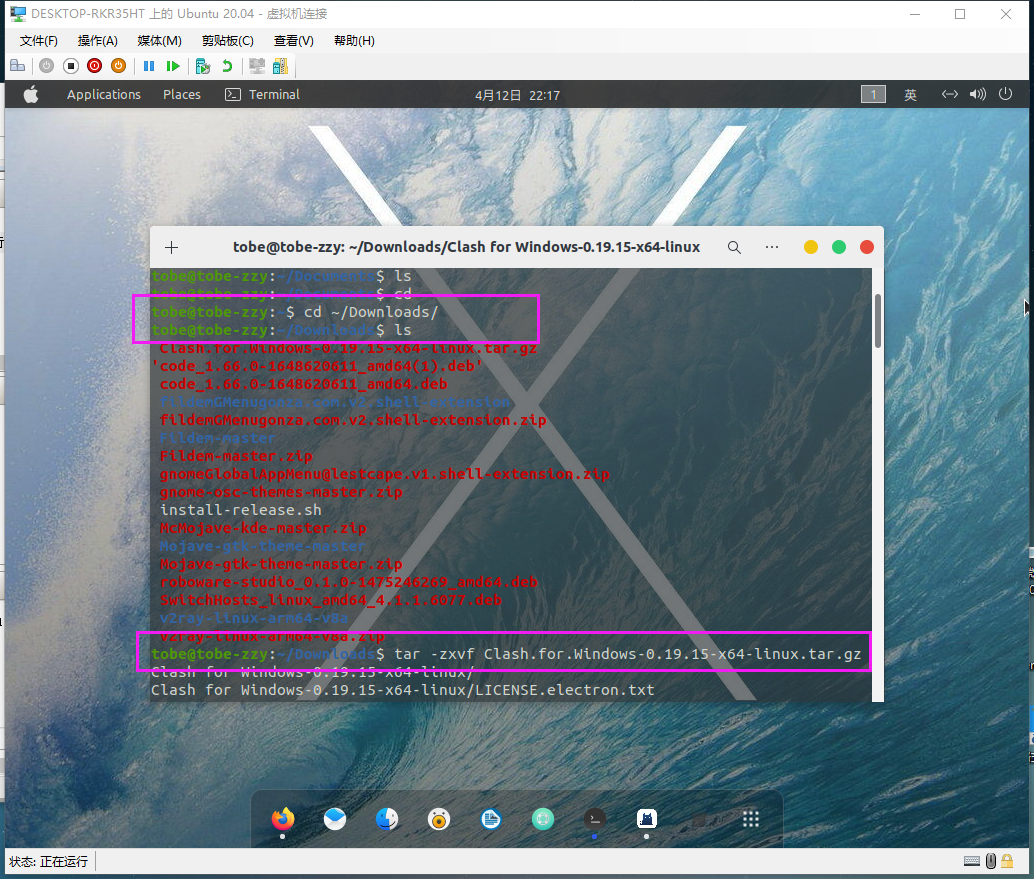 DESKTOP-RKR35HT 上的 Ubuntu 20.04 - 虚拟机连接
文件(F) 操作(A) 媒体(M) 剪贴板(C) 查看(V) 帮助(H)
Applications Places Terminal 4月12日 22:17 1 英
tobe@tobe-zzy: ~/Downloads/Clash for Windows-0.19.15-x64-linux
tobe@tobe-zzy:~/Documents$ ls
tobe@tobe-zzy:~/Documents$ cd
tobe@tobe-zzy:~$ cd ~/Downloads/
tobe@tobe-zzy:~/Downloads$ ls
Clash.for.Windows-0.19.15-x64-linux.tar.gz
'code_1.66.0-1648620611_amd64(1).deb'
code_1.66.0-1648620611_amd64.deb
fildemGMenugonza.com.v2.shell-extension
fildemGMenugonza.com.v2.shell-extension.zip
Fildem-master
Fildem-master.zip
gnomeGlobalAppMenu@lestcape.v1.shell-extension.zip
gnome-osc-themes-master.zip
install-release.sh
McMojave-kde-master.zip
Mojave-gtk-theme-master
Mojave-gtk-theme-master.zip
roboware-studio_0.1.0-1475246269_amd64.deb
SwitchHosts_linux_amd64_4.1.1.6077.deb
v2ray-linux-arm64-v8a
v2ray-linux-arm64-v8a.zip
tobe@tobe-zzy:~/Downloads$ tar -zxvf Clash.for.Windows-0.19.15-x64-linux.tar.gz
Clash for Windows-0.19.15-x64-linux/
Clash for Windows-0.19.15-x64-linux/LICENSE.electron.txt
状态: 正在运行